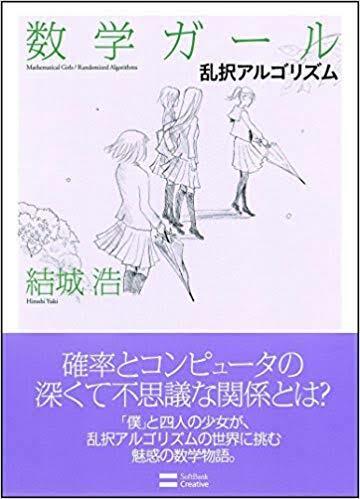 数学ガール
Mathematical Girls / Randomized Algorithms
乱択アルゴリズム
結城 浩
Hiroshi Yuki
確率とコンピュータの
深くて不思議な関係とは?
「僕」と四人の少女が、
乱択アルゴリズムの世界に挑む
魅惑の数学物語。
SoftBank
Creative